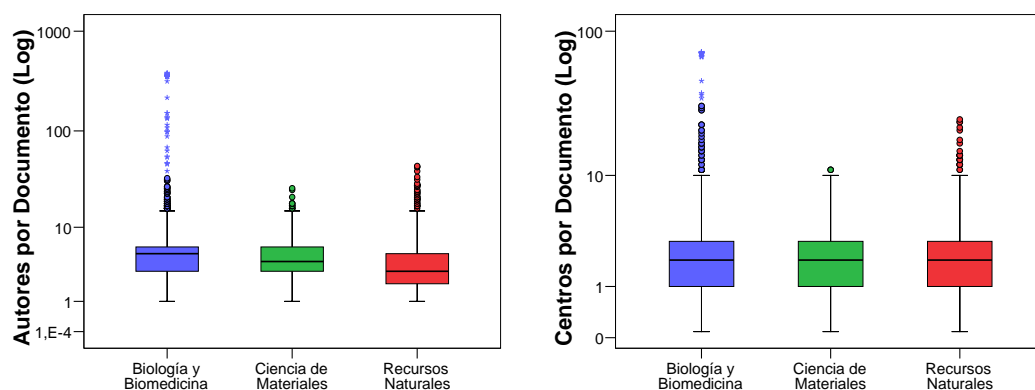 Autores por Documento (Log)
1000
100
10
1
1,E-4
Biología y
Biomedicina
Ciencia de
Materiales
Recursos
Naturales
Centros por Documento (Log)
100
10
1
0
Biología y
Biomedicina
Ciencia de
Materiales
Recursos
Naturales